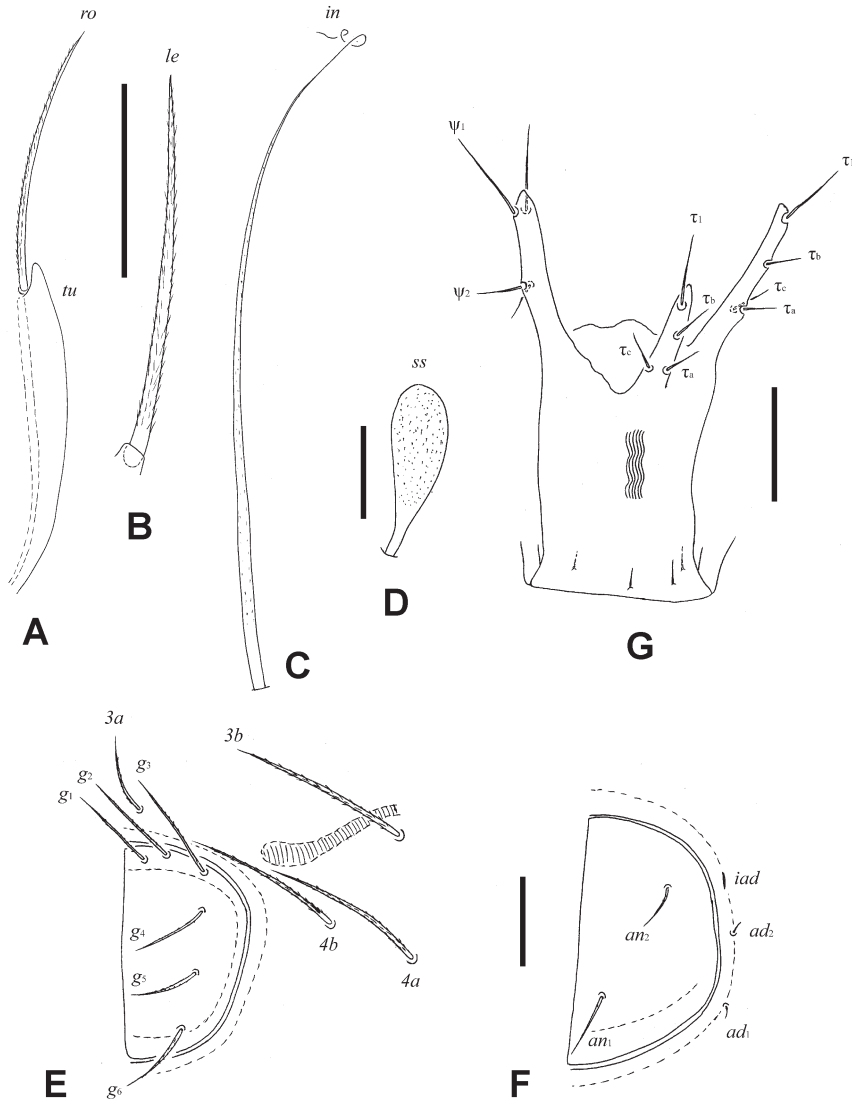 ro
le
tu
B
A
in
C
ss
D
ψ₁
ψ₂
τ₁
τ₁
τb
τb
τc
τa
τc
τa
G
3a
g₁
g₂
g₃
3b
g₄
g₅
g₆
4b
4a
E
iad
an₂
ad₂
an₁
ad₁
F